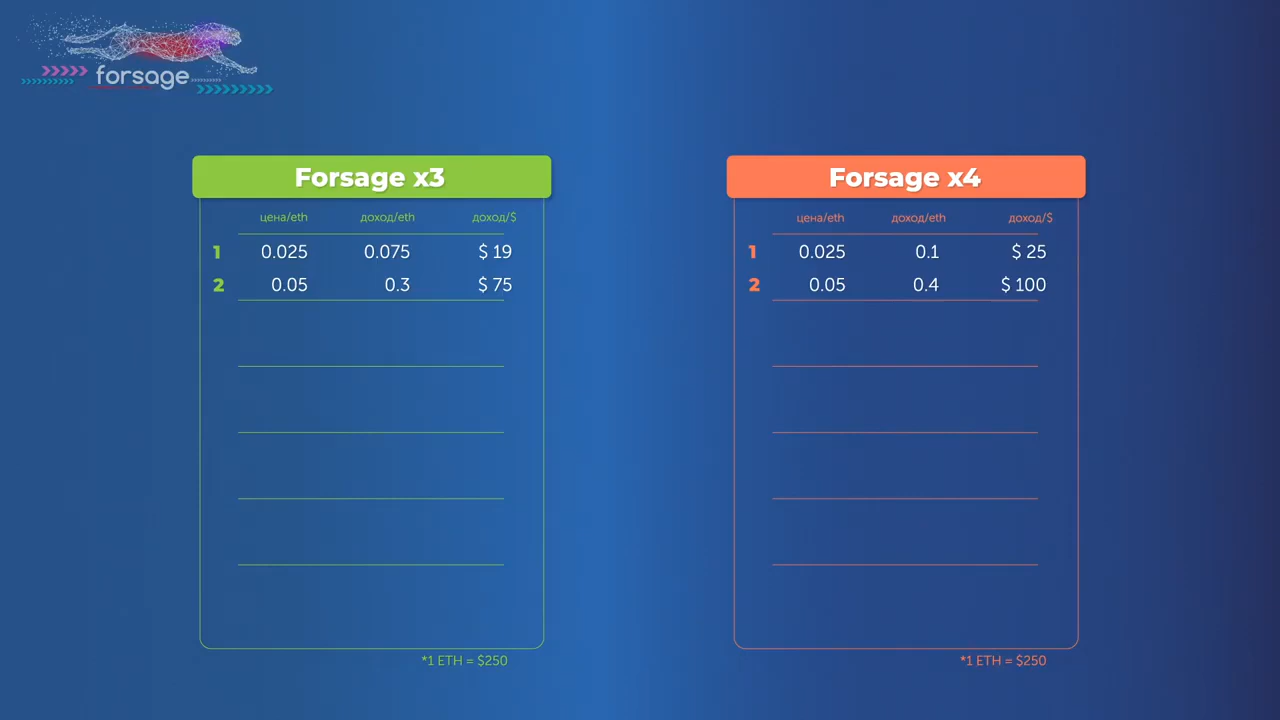 forsage
Forsage x3
цена/eth доход/eth доход/$
1 0.025 0.075 $ 19
2 0.05 0.3 $ 75
*1 ETH = $250
Forsage x4
цена/eth доход/eth доход/$
1 0.025 0.1 $ 25
2 0.05 0.4 $ 100
*1 ETH = $250